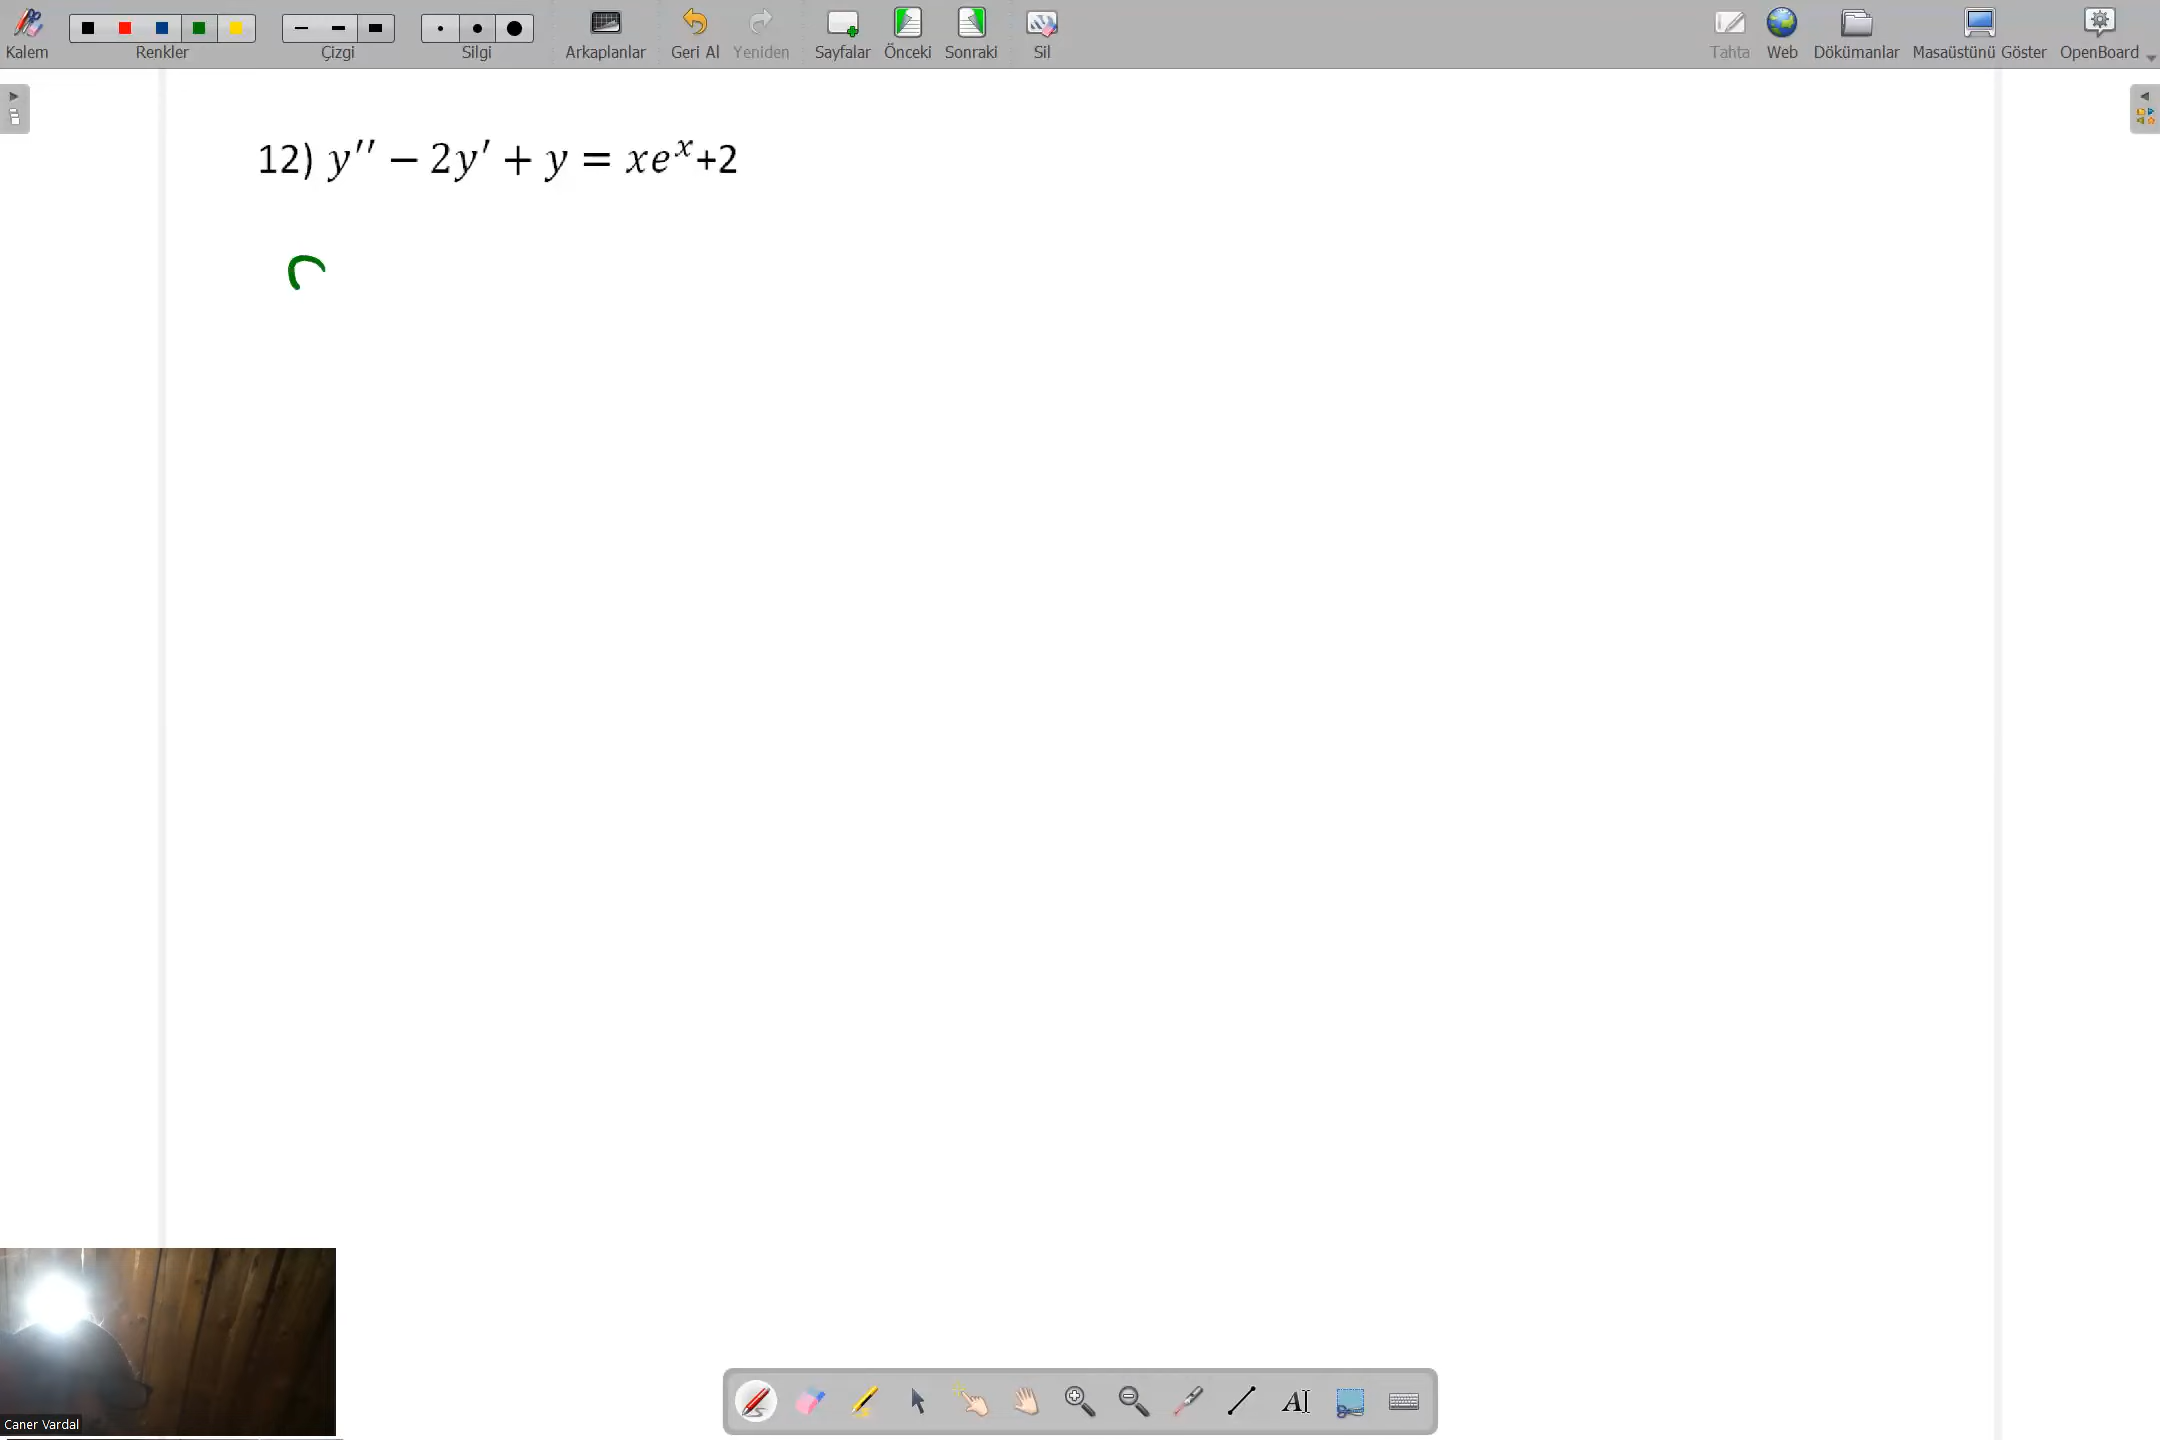 Kalem Renkler Çizgi Silgi Arkaplanlar Geri Al Yeniden Sayfalar Önceki Sonraki Sil Tahta Web Dökümanlar Masaüstünü Göster OpenBoard
12) y′′ − 2y′ + y = xeˣ+2
Caner Vardal